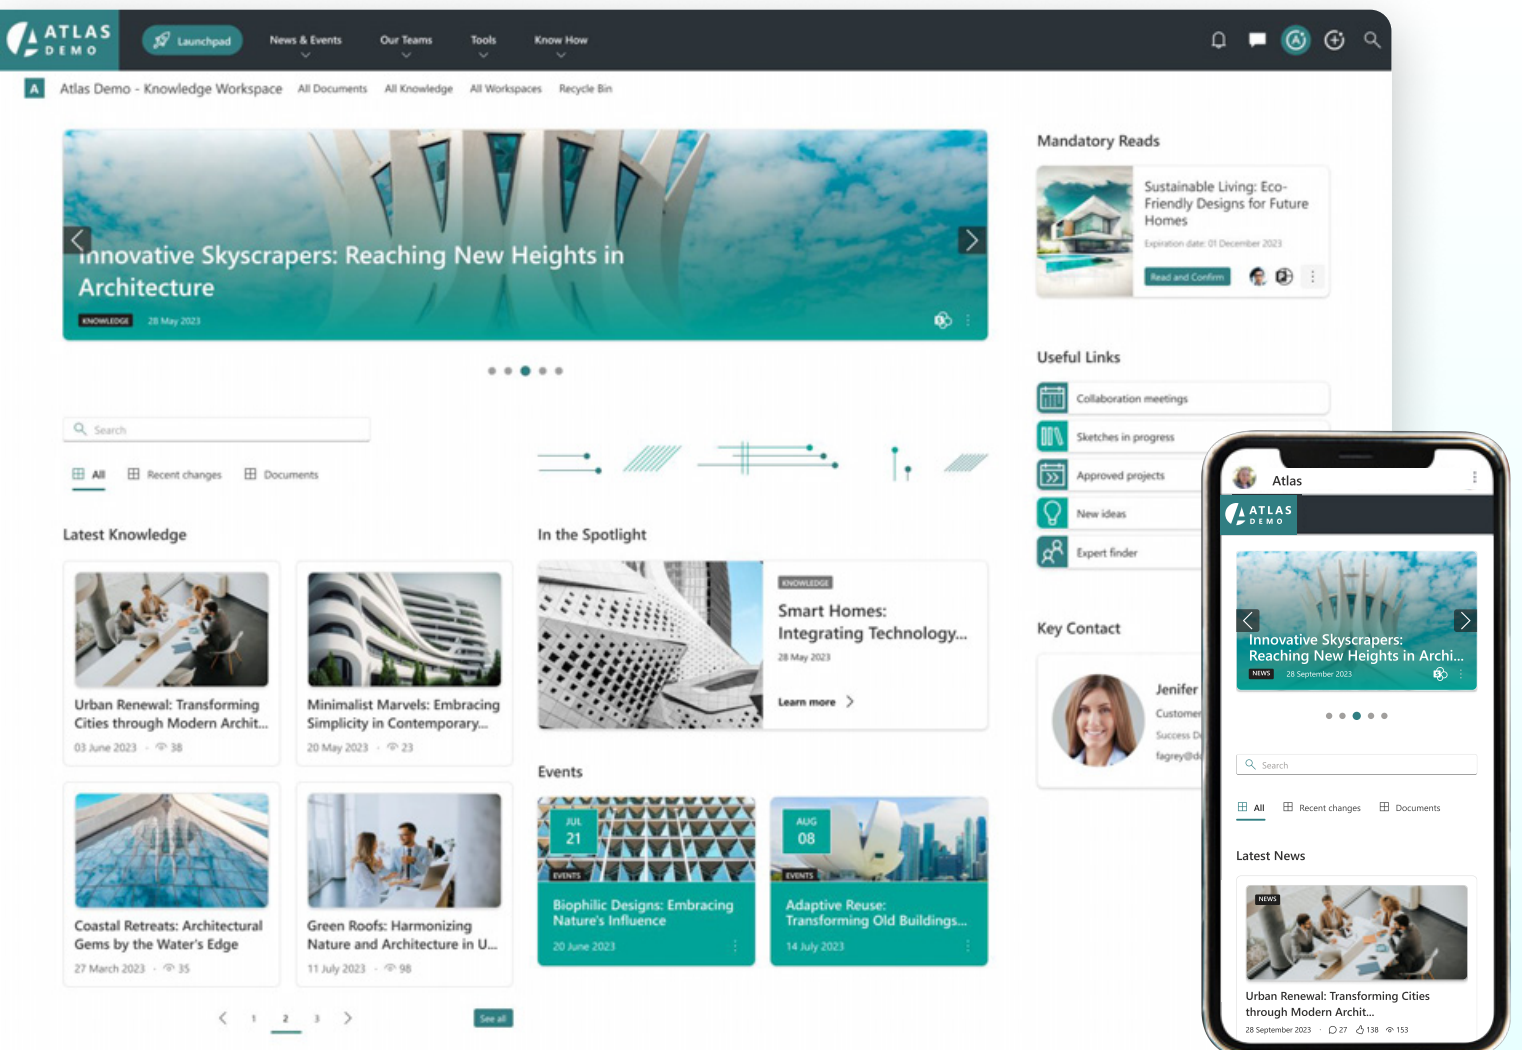 ATLAS
DEMO
Launchpad
News & Events
Our Teams
Tools
Know How
A
Atlas Demo - Knowledge Workspace
All Documents
All Knowledge
All Workspaces
Recycle Bin
Innovative Skyscrapers: Reaching New Heights in
Architecture
KNOWLEDGE
28 May 2023
Search
All
Recent changes
Documents
Latest Knowledge
Urban Renewal: Transforming
Cities through Modern Archit...
03 June 2023 · 38
Minimalist Marvels: Embracing
Simplicity in Contemporary...
20 May 2023 · 23
Coastal Retreats: Architectural
Gems by the Water's Edge
27 March 2023 · 35
Green Roofs: Harmonizing
Nature and Architecture in U...
11 July 2023 · 98
1 2 3
See all
In the Spotlight
KNOWLEDGE
Smart Homes:
Integrating Technology...
28 May 2023
Learn more
Events
JUL
21
EVENTS
Biophilic Designs: Embracing
Nature's Influence
20 June 2023
AUG
08
EVENTS
Adaptive Reuse:
Transforming Old Buildings...
14 July 2023
Mandatory Reads
Sustainable Living: Eco-
Friendly Designs for Future
Homes
Expiration date: 01 December 2023
Read and Confirm
Useful Links
Collaboration meetings
Sketches in progress
Approved projects
New ideas
Expert finder
Key Contact
Jenifer
Customer
Success
Atlas
ATLAS
DEMO
Innovative Skyscrapers:
Reaching New Heights in Archi...
NEWS
28 September 2023
Search
All
Recent changes
Documents
Latest News
NEWS
Urban Renewal: Transforming Cities
through Modern Archit...
28 September 2023 · 27 138 153